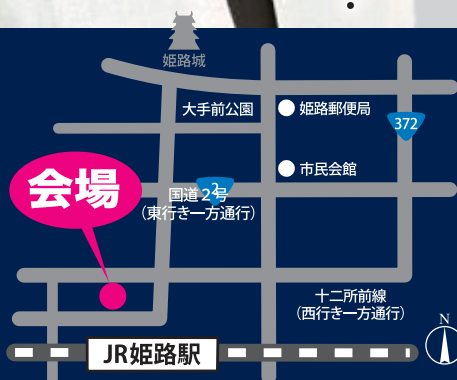 姫路城
大手前公園
姫路郵便局
372
市民会館
2
国道2号
(東行き一方通行)
会場
十二所前線
(西行き一方通行)
N
JR姫路駅